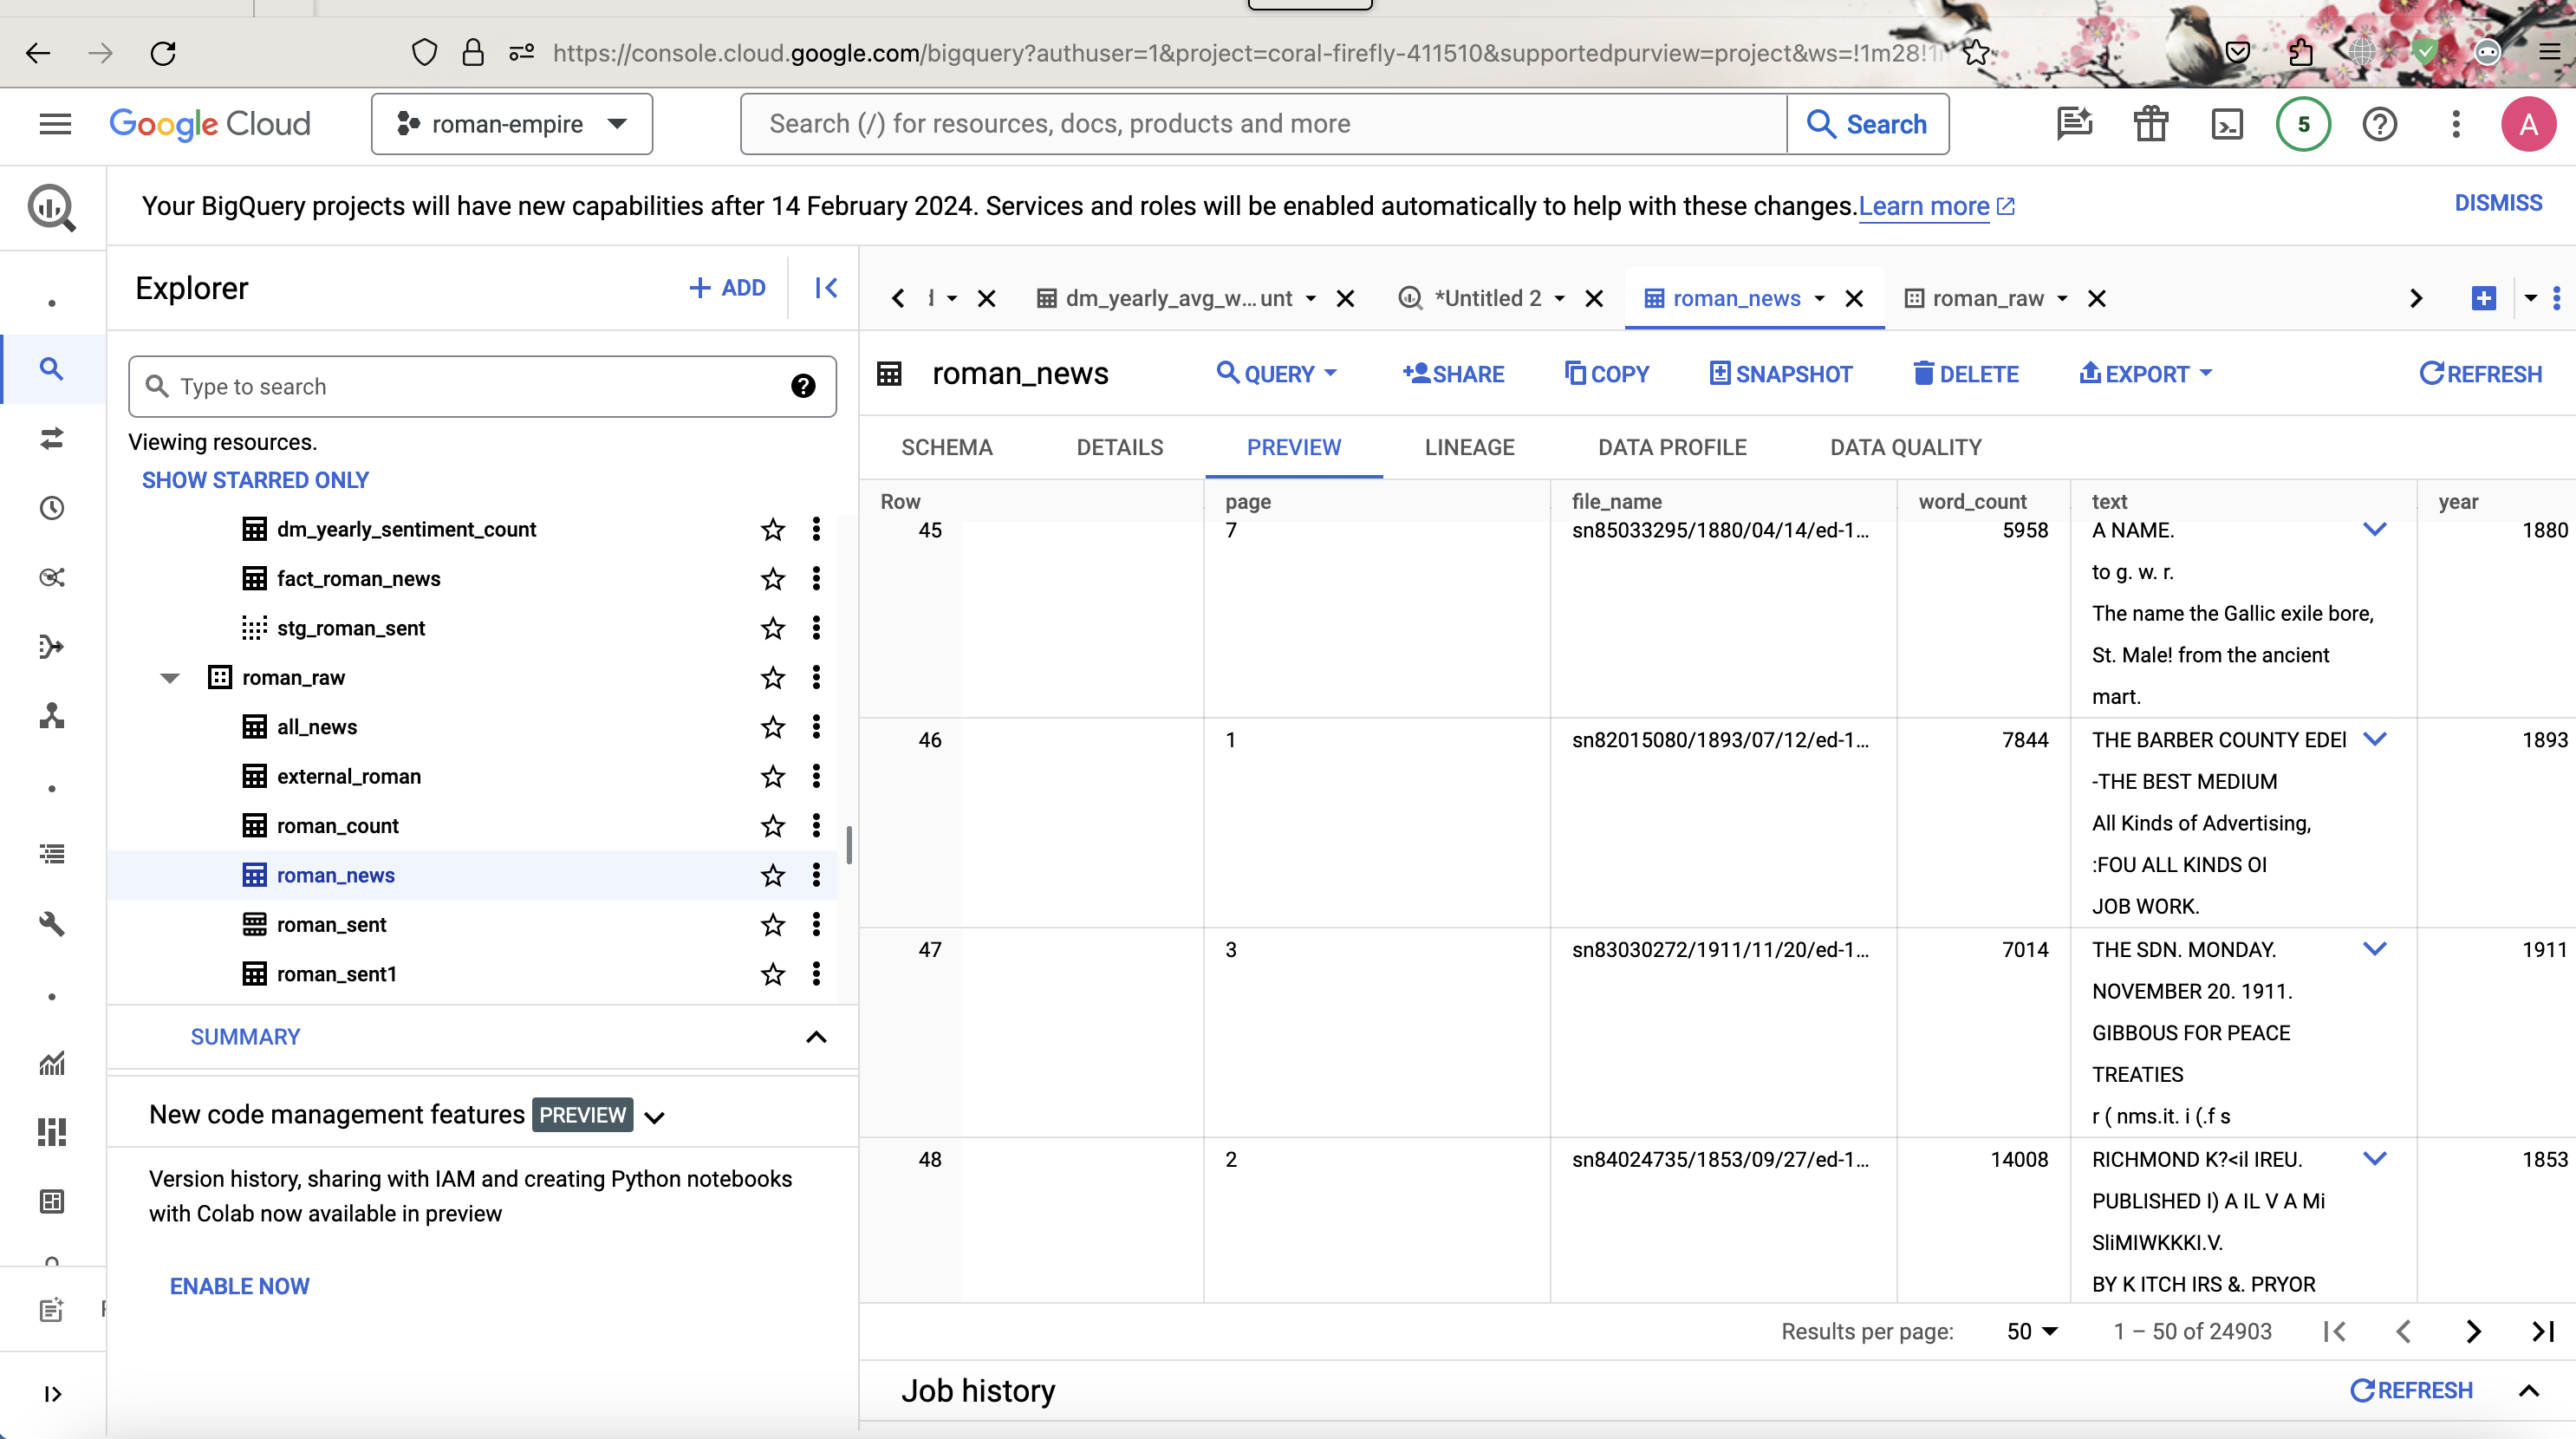 https://console.cloud.google.com/bigquery?authuser=1&project=coral-firefly-411510&supportedpurview=project&ws=!1m28!1
Google Cloud
roman-empire
Search (/) for resources, docs, products and more
Search
5
A
Your BigQuery projects will have new capabilities after 14 February 2024. Services and roles will be enabled automatically to help with these changes. Learn more
DISMISS
Explorer
+ ADD
Type to search
Viewing resources.
SHOW STARRED ONLY
dm_yearly_sentiment_count
fact_roman_news
stg_roman_sent
roman_raw
all_news
external_roman
roman_count
roman_news
roman_sent
roman_sent1
SUMMARY
New code management features PREVIEW
Version history, sharing with IAM and creating Python notebooks
with Colab now available in preview
ENABLE NOW
dm_yearly_avg_w...unt
*Untitled 2
roman_news
roman_raw
roman_news
QUERY
SHARE
COPY
SNAPSHOT
DELETE
EXPORT
REFRESH
SCHEMA
DETAILS
PREVIEW
LINEAGE
DATA PROFILE
DATA QUALITY
Row page file_name word_count text year
45 7 sn85033295/1880/04/14/ed-1... 5958 A NAME. 1880
to g. w. r.
The name the Gallic exile bore,
St. Male! from the ancient
mart.
46 1 sn82015080/1893/07/12/ed-1... 7844 THE BARBER COUNTY EDEI 1893
-THE BEST MEDIUM
All Kinds of Advertising,
:FOU ALL KINDS OI
JOB WORK.
47 3 sn83030272/1911/11/20/ed-1... 7014 THE SDN. MONDAY. 1911
NOVEMBER 20. 1911.
GIBBOUS FOR PEACE
TREATIES
r ( nms.it. i (.f s
48 2 sn84024735/1853/09/27/ed-1... 14008 RICHMOND K?<il IREU. 1853
PUBLISHED I) A IL V A Mi
SliMIWKKKI.V.
BY K ITCH IRS &. PRYOR
Results per page: 50 1 – 50 of 24903
Job history
REFRESH